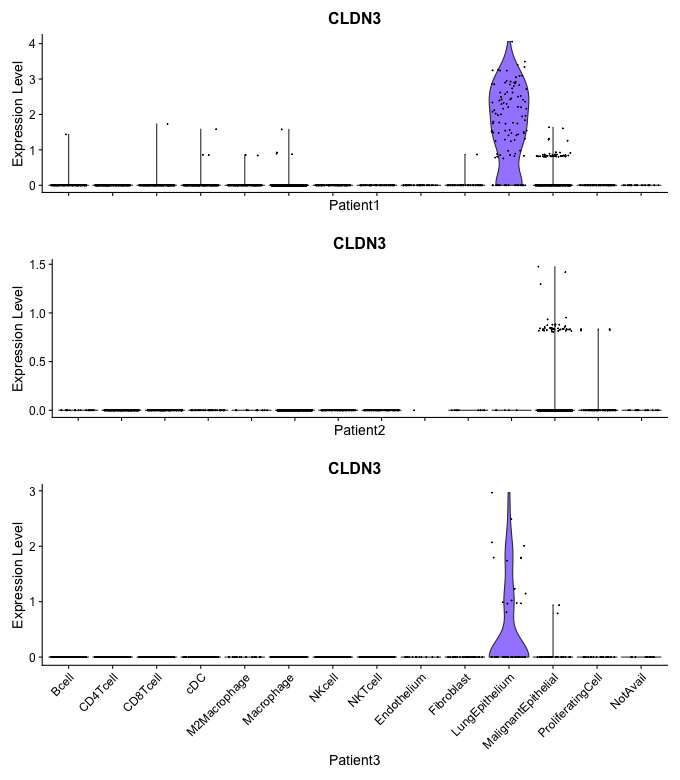 CLDN3
4
3
2
1
0
Expression Level
Patient1
CLDN3
1.5
1.0
0.5
0.0
Expression Level
Patient2
CLDN3
3
2
1
0
Expression Level
Bcell
CD4Tcell
CD8Tcell
cDC
M2Macrophage
Macrophage
NKcell
NKTcell
Endothelium
Fibroblast
LungEpithelium
MalignantEpithelial
ProliferatingCell
NotAvail
Patient3